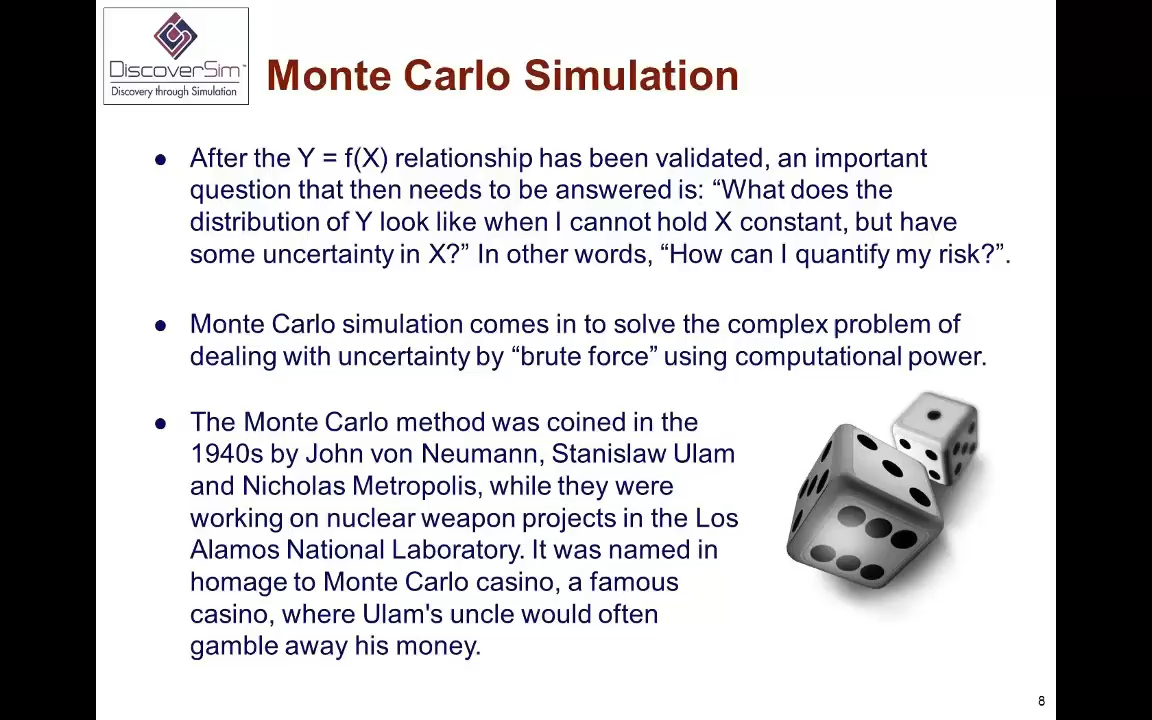 DiscoverSim™
Discovery through Simulation
Monte Carlo Simulation
● After the Y = f(X) relationship has been validated, an important
question that then needs to be answered is: “What does the
distribution of Y look like when I cannot hold X constant, but have
some uncertainty in X?” In other words, “How can I quantify my risk?”.
● Monte Carlo simulation comes in to solve the complex problem of
dealing with uncertainty by “brute force” using computational power.
● The Monte Carlo method was coined in the
1940s by John von Neumann, Stanislaw Ulam
and Nicholas Metropolis, while they were
working on nuclear weapon projects in the Los
Alamos National Laboratory. It was named in
homage to Monte Carlo casino, a famous
casino, where Ulam's uncle would often
gamble away his money.
8